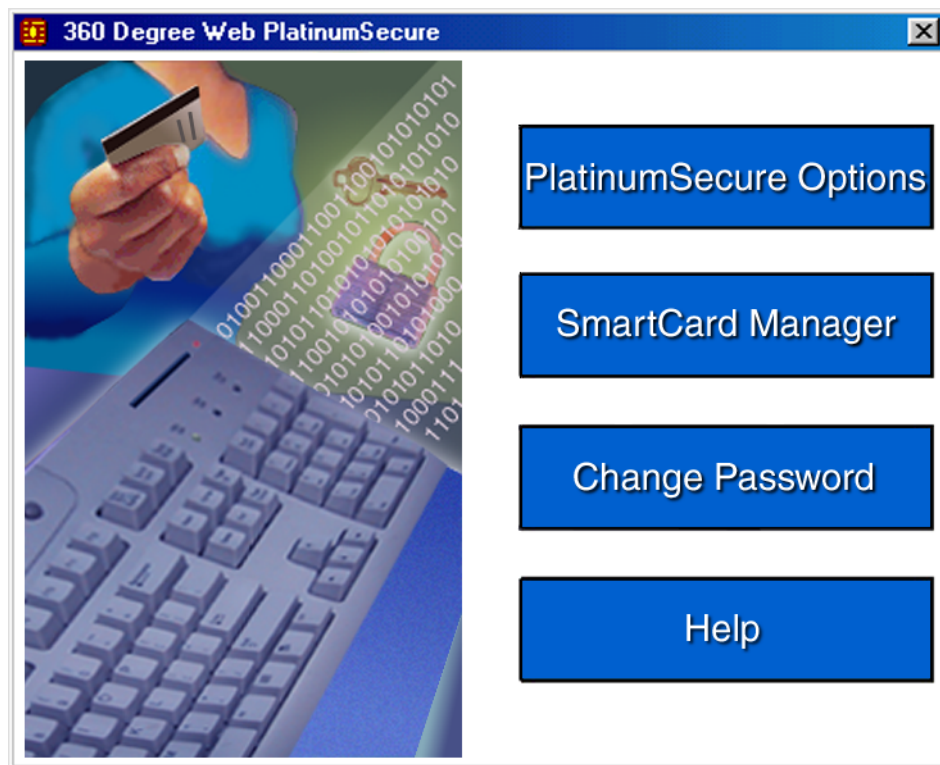 360 Degree Web PlatinumSecure
PlatinumSecure Options
SmartCard Manager
Change Password
Help